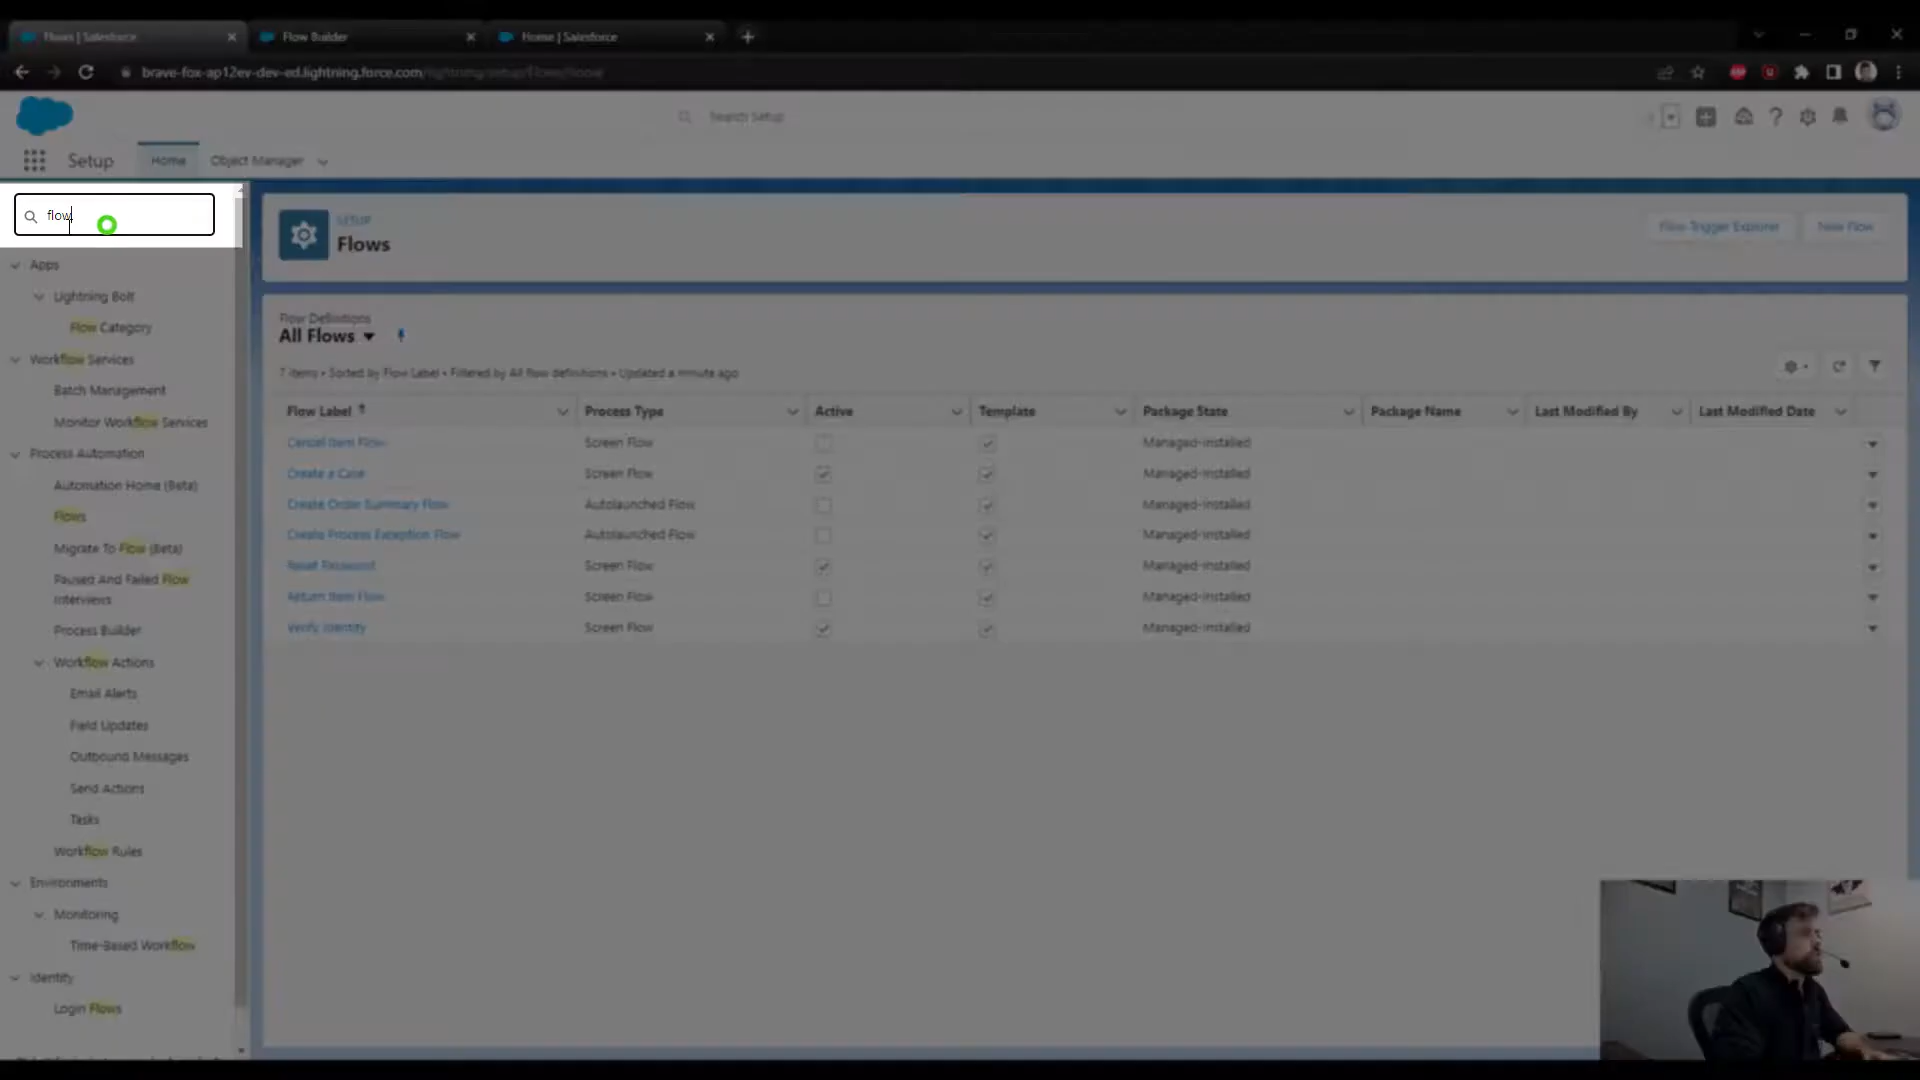 Flows | Salesforce
Flow Builder
Home | Salesforce
brave-fox-ap12ev-dev-ed.lightning.force.com/lightning/setup/Flows/home
Search Setup
Setup
Home
Object Manager
flow
Apps
Lightning Bolt
Flow Category
Workflow Services
Batch Management
Monitor Workflow Services
Process Automation
Automation Home (Beta)
Flows
Migrate To Flow (Beta)
Paused And Failed Flow
Interviews
Process Builder
Workflow Actions
Email Alerts
Field Updates
Outbound Messages
Send Actions
Tasks
Workflow Rules
Environments
Monitoring
Time-Based Workflow
Identity
Login Flows
SETUP
Flows
Flow Trigger Explorer
New Flow
Flow Definitions
All Flows
7 items • Sorted by Flow Label • Filtered by All flow definitions • Updated a minute ago
Flow Label Process Type Active Template Package State Package Name Last Modified By Last Modified Date
Cancel Item Flow Screen Flow Managed-Installed
Create a Case Screen Flow Managed-Installed
Create Order Summary Flow Autolaunched Flow Managed-Installed
Create Process Exception Flow Autolaunched Flow Managed-Installed
Reset Password Screen Flow Managed-Installed
Return Item Flow Screen Flow Managed-Installed
Verify Identity Screen Flow Managed-Installed